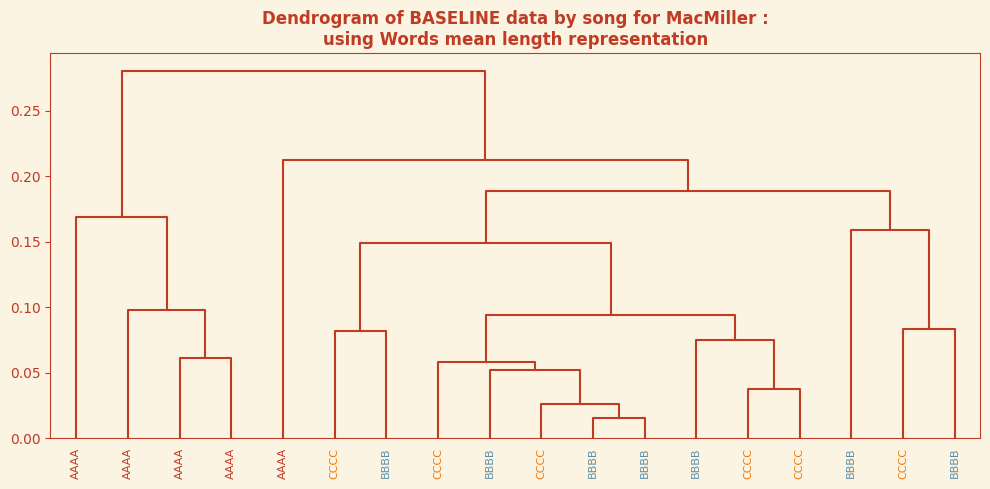 Dendrogram of BASELINE data by song for MacMiller :
using Words mean length representation
0.25
0.20
0.15
0.10
0.05
0.00
AAAA AAAA AAAA AAAA AAAA CCCC BBBB CCCC BBBB CCCC BBBB BBBB BBBB CCCC CCCC BBBB CCCC BBBB